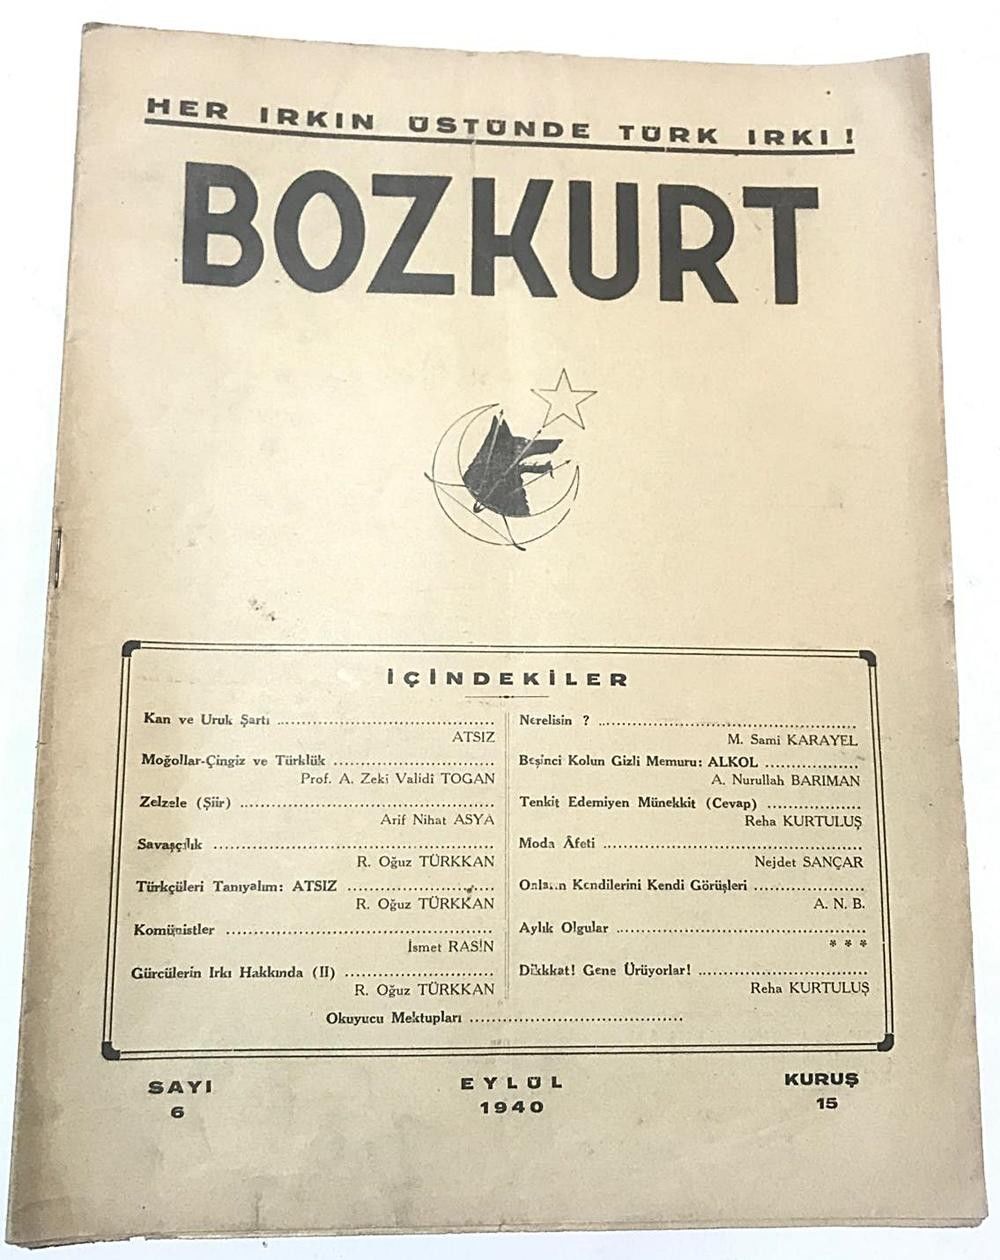 HER IRKIN ÜSTÜNDE TÜRK IRKI!
BOZKURT
İÇİNDEKİLER
Kan ve Uruk Şartı ........................................
ATSIZ
Moğollar-Çingiz ve Türklük ..............................
Prof. A. Zeki Validî TOGAN
Zelzele (Şiir) ................................................
Arif Nihat ASYA
Savaşçılık .....................................................
R. Oğuz TÜRKKAN
Türkçüleri Tanıyalım: ATSIZ ...........................
R. Oğuz TÜRKKAN
Komünistler ..................................................
İsmet RASİN
Gürcülerin Irkı Hakkında (II) ...........................
R. Oğuz TÜRKKAN
Nerelisin ? ................................................
M. Sami KARAYEL
Beşinci Kolun Gizli Memuru: ALKOL .................
A. Nurullah BARIMAN
Tenkit Edemiyen Münekkit (Cevap) .................
Reha KURTULUŞ
Moda Âfeti ................................................
Nejdet SANÇAR
Onların Kendilerini Kendi Görüşleri ....................
A. N. B.
Aylık Olgular .............................................
* * *
Dikkkat! Gene Ürüyorlar! ..............................
Reha KURTULUŞ
Okuyucu Mektupları .......................................
SAYI
6
EYLÜL
1940
KURUŞ
15